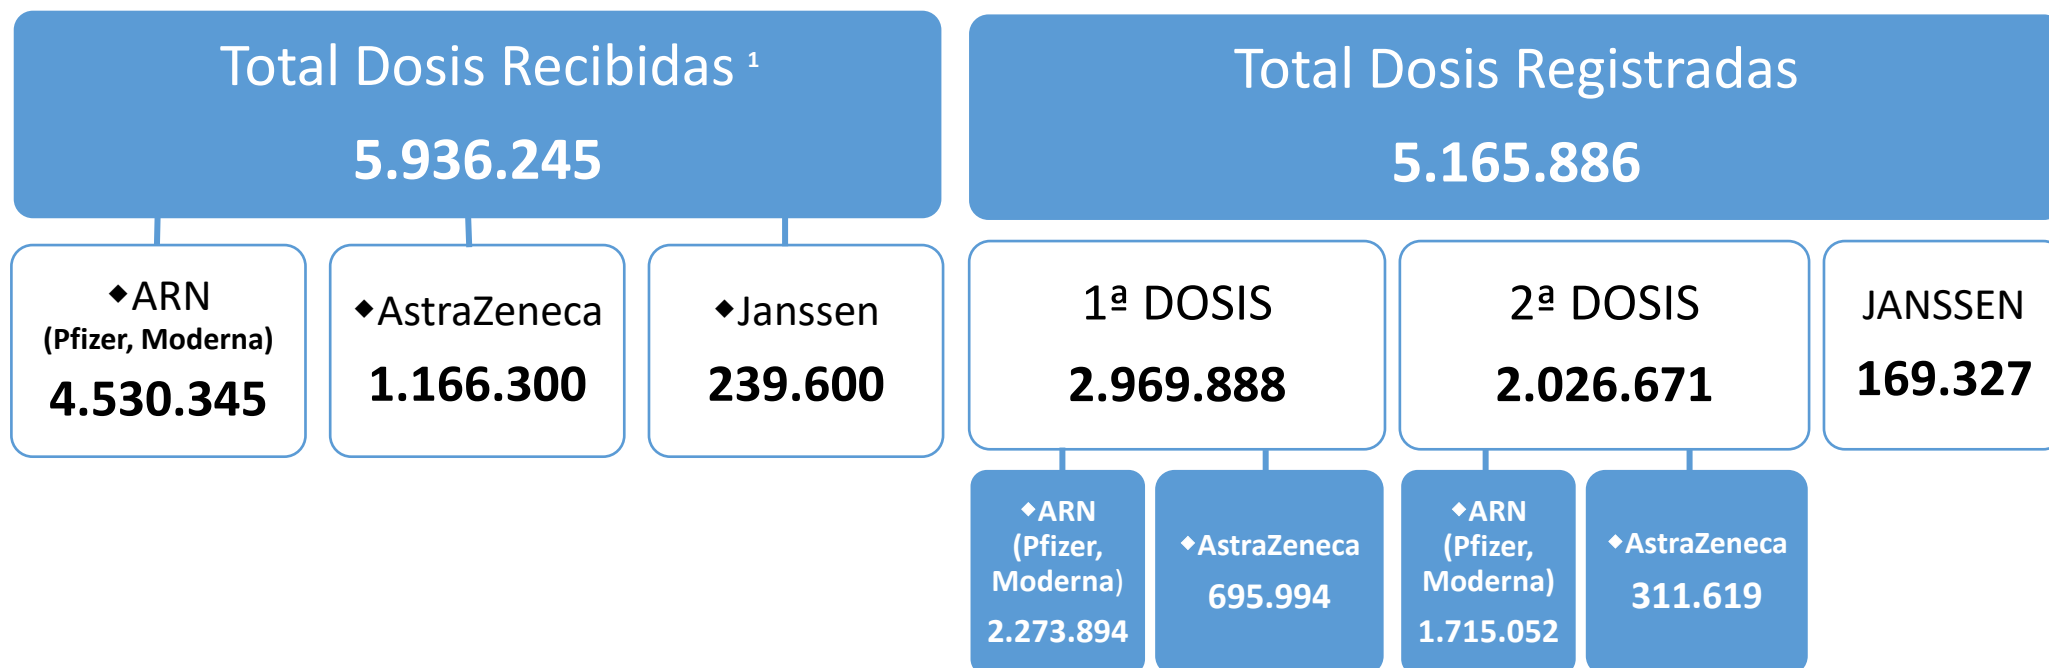 Total Dosis Recibidas ¹
5.936.245
◆ARN
(Pfizer, Moderna)
4.530.345
◆AstraZeneca
1.166.300
◆Janssen
239.600
Total Dosis Registradas
5.165.886
1ª DOSIS
2.969.888
2ª DOSIS
2.026.671
JANSSEN
169.327
◆ARN
(Pfizer,
Moderna)
2.273.894
◆AstraZeneca
695.994
◆ARN
(Pfizer,
Moderna)
1.715.052
◆AstraZeneca
311.619